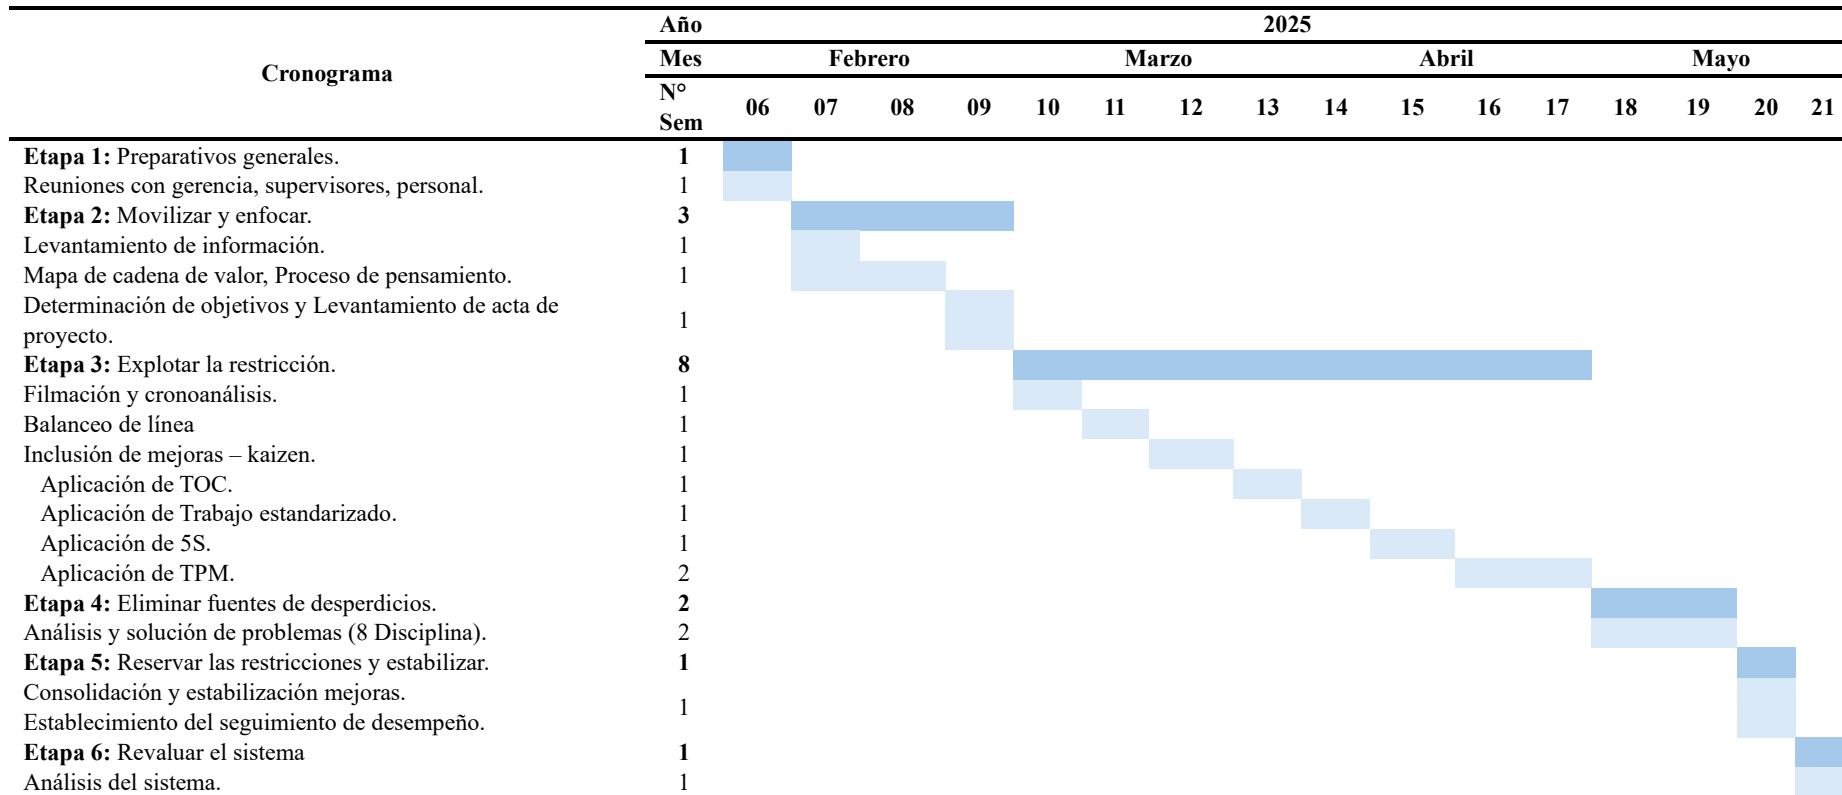 Cronograma
Año 2025
Mes Febrero Marzo Abril Mayo
N° Sem 06 07 08 09 10 11 12 13 14 15 16 17 18 19 20 21
Etapa 1: Preparativos generales. 1
Reuniones con gerencia, supervisores, personal. 1
Etapa 2: Movilizar y enfocar. 3
Levantamiento de información. 1
Mapa de cadena de valor, Proceso de pensamiento. 1
Determinación de objetivos y Levantamiento de acta de
proyecto. 1
Etapa 3: Explotar la restricción. 8
Filmación y cronoanálisis. 1
Balanceo de línea 1
Inclusión de mejoras – kaizen. 1
Aplicación de TOC. 1
Aplicación de Trabajo estandarizado. 1
Aplicación de 5S. 1
Aplicación de TPM. 2
Etapa 4: Eliminar fuentes de desperdicios. 2
Análisis y solución de problemas (8 Disciplina). 2
Etapa 5: Reservar las restricciones y estabilizar. 1
Consolidación y estabilización mejoras.
Establecimiento del seguimiento de desempeño. 1
Etapa 6: Revaluar el sistema 1
Análisis del sistema. 1